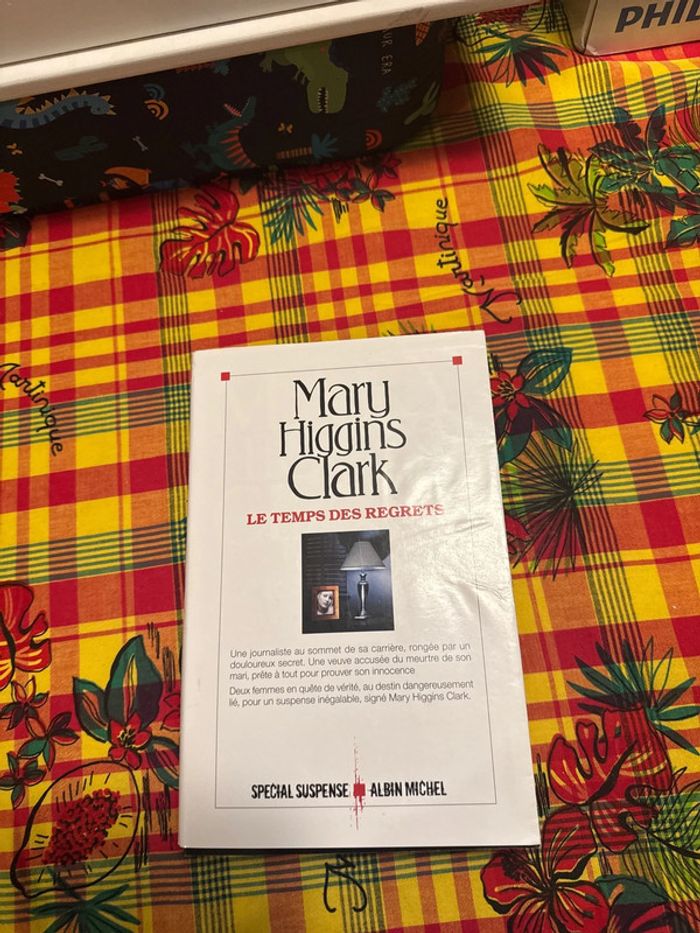 PHIL
UR ERA
Martinique
Martinique
Mary
Higgins
Clark
LE TEMPS DES REGRETS
Une journaliste au sommet de sa carrière, rongée par un
douloureux secret. Une veuve accusée du meurtre de son
mari, prête à tout pour prouver son innocence
Deux femmes en quête de vérité, au destin dangereusement
lié, pour un suspense inégalable, signé Mary Higgins Clark.
SPECIAL SUSPENSE ALBIN MICHEL